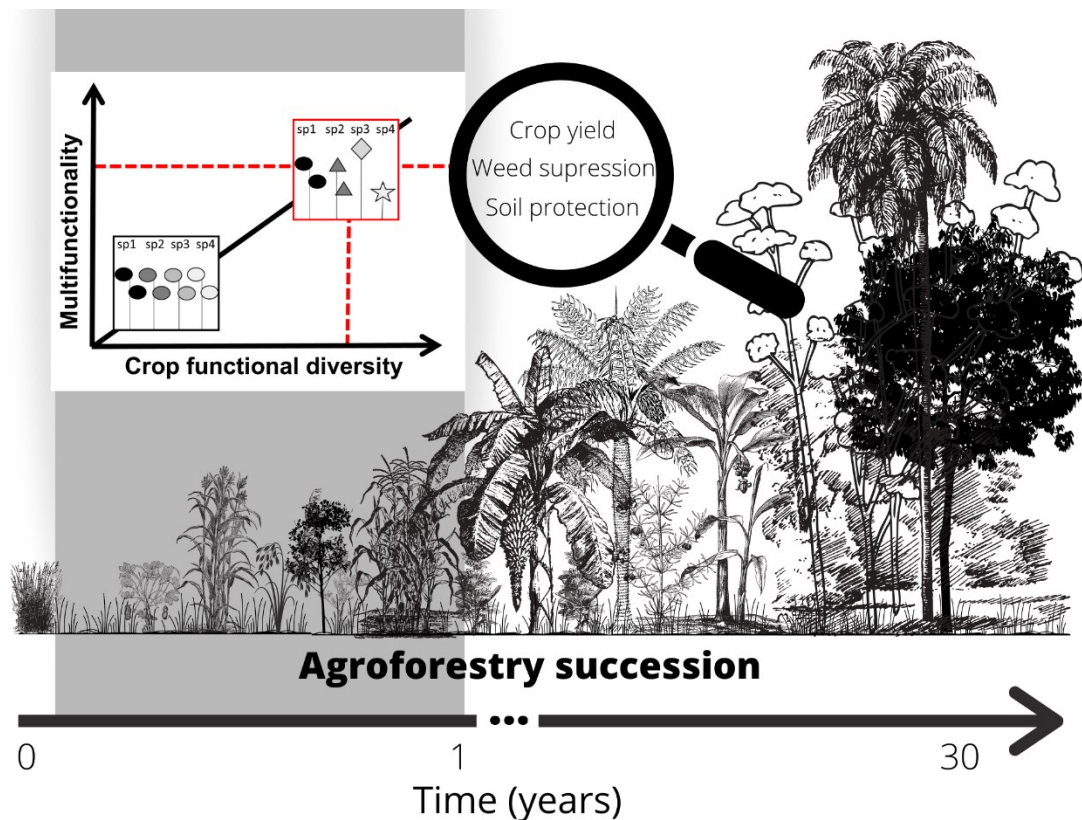 Multifunctionality
sp1 sp2 sp3 sp4
sp1 sp2 sp3 sp4
Crop functional diversity
Crop yield
Weed supression
Soil protection
Agroforestry succession
...
0 1 30
Time (years)